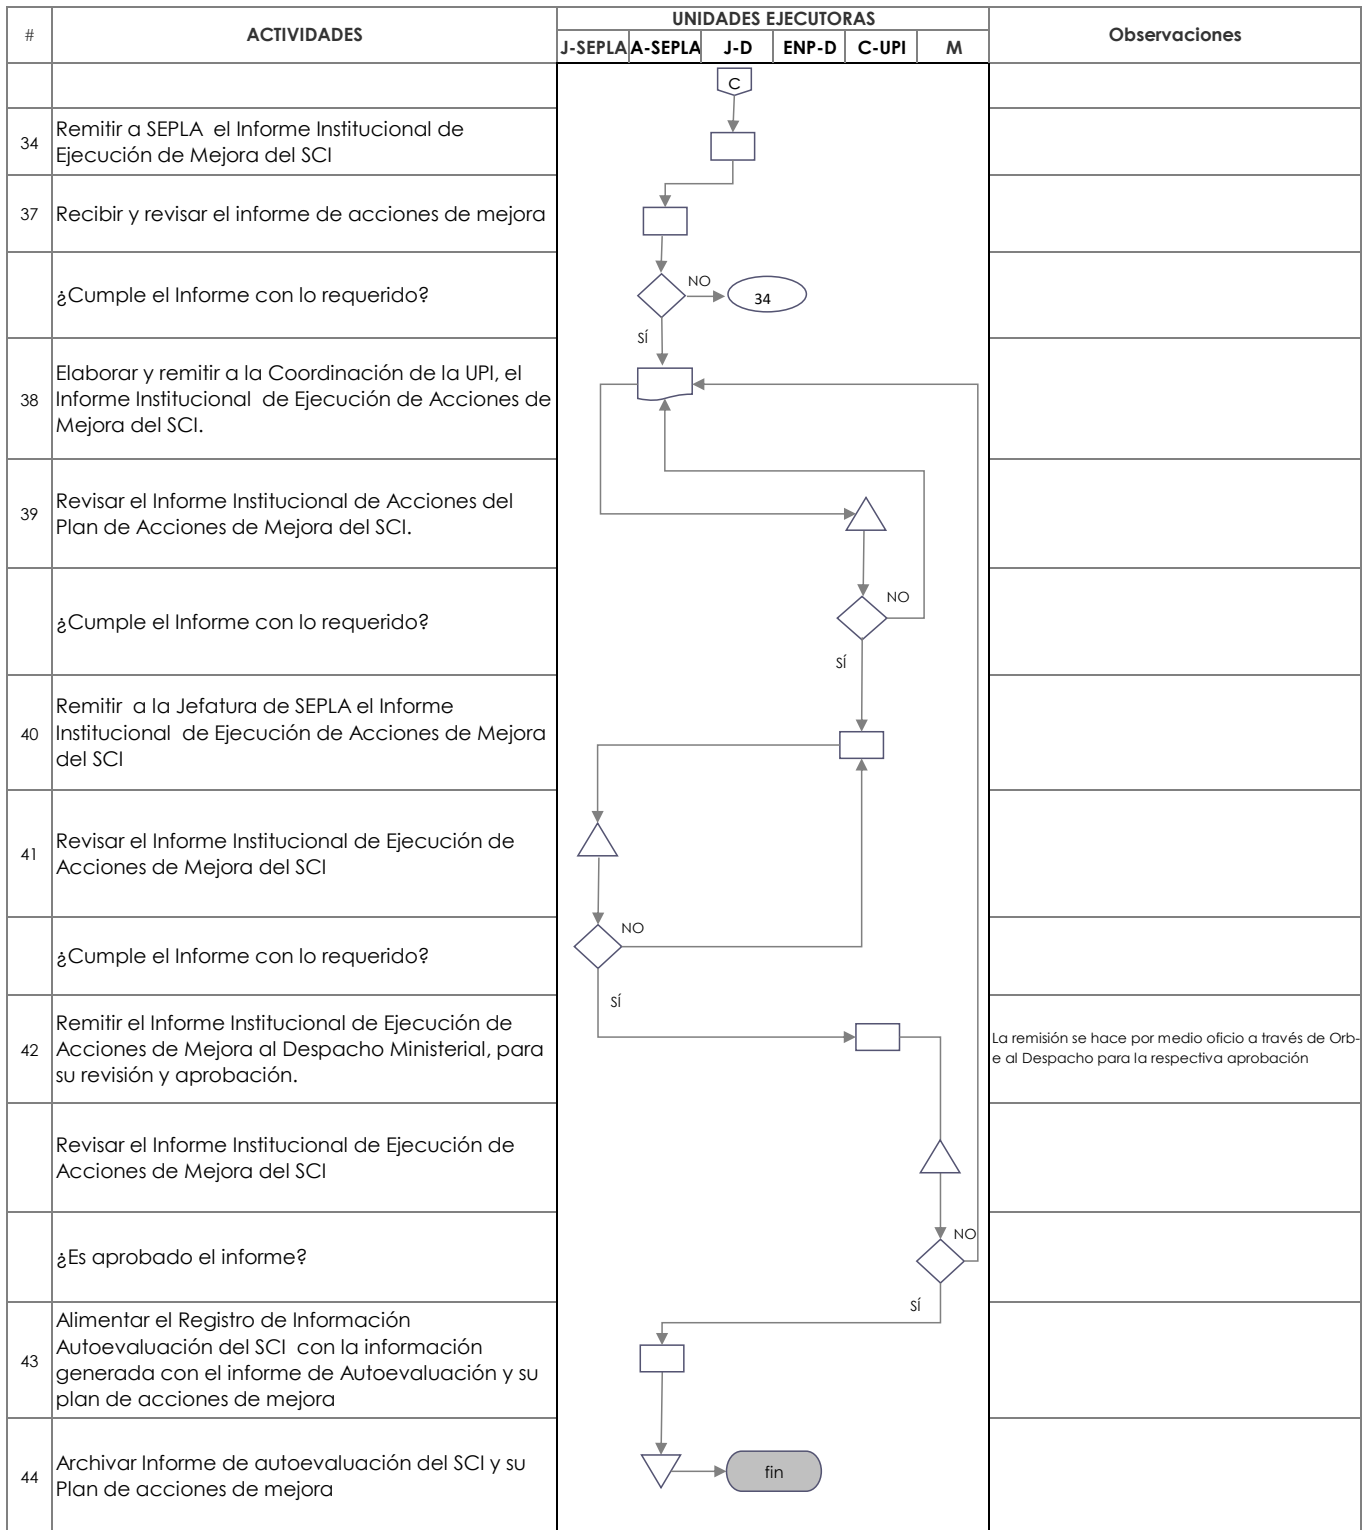 # ACTIVIDADES UNIDADES EJECUTORAS Observaciones
J-SEPLA A-SEPLA J-D ENP-D C-UPI M
C
34 Remitir a SEPLA el Informe Institucional de
Ejecución de Mejora del SCI
37 Recibir y revisar el informe de acciones de mejora
¿Cumple el Informe con lo requerido?
NO
34
SÍ
38 Elaborar y remitir a la Coordinación de la UPI, el
Informe Institucional de Ejecución de Acciones de
Mejora del SCI.
39 Revisar el Informe Institucional de Acciones del
Plan de Acciones de Mejora del SCI.
¿Cumple el Informe con lo requerido?
NO
SÍ
40 Remitir a la Jefatura de SEPLA el Informe
Institucional de Ejecución de Acciones de Mejora
del SCI
41 Revisar el Informe Institucional de Ejecución de
Acciones de Mejora del SCI
¿Cumple el Informe con lo requerido?
NO
SÍ
42 Remitir el Informe Institucional de Ejecución de
Acciones de Mejora al Despacho Ministerial, para
su revisión y aprobación.
La remisión se hace por medio oficio a través de Orb-
e al Despacho para la respectiva aprobación
Revisar el Informe Institucional de Ejecución de
Acciones de Mejora del SCI
¿Es aprobado el informe?
NO
SÍ
43 Alimentar el Registro de Información
Autoevaluación del SCI con la información
generada con el informe de Autoevaluación y su
plan de acciones de mejora
44 Archivar Informe de autoevaluación del SCI y su
Plan de acciones de mejora
fin